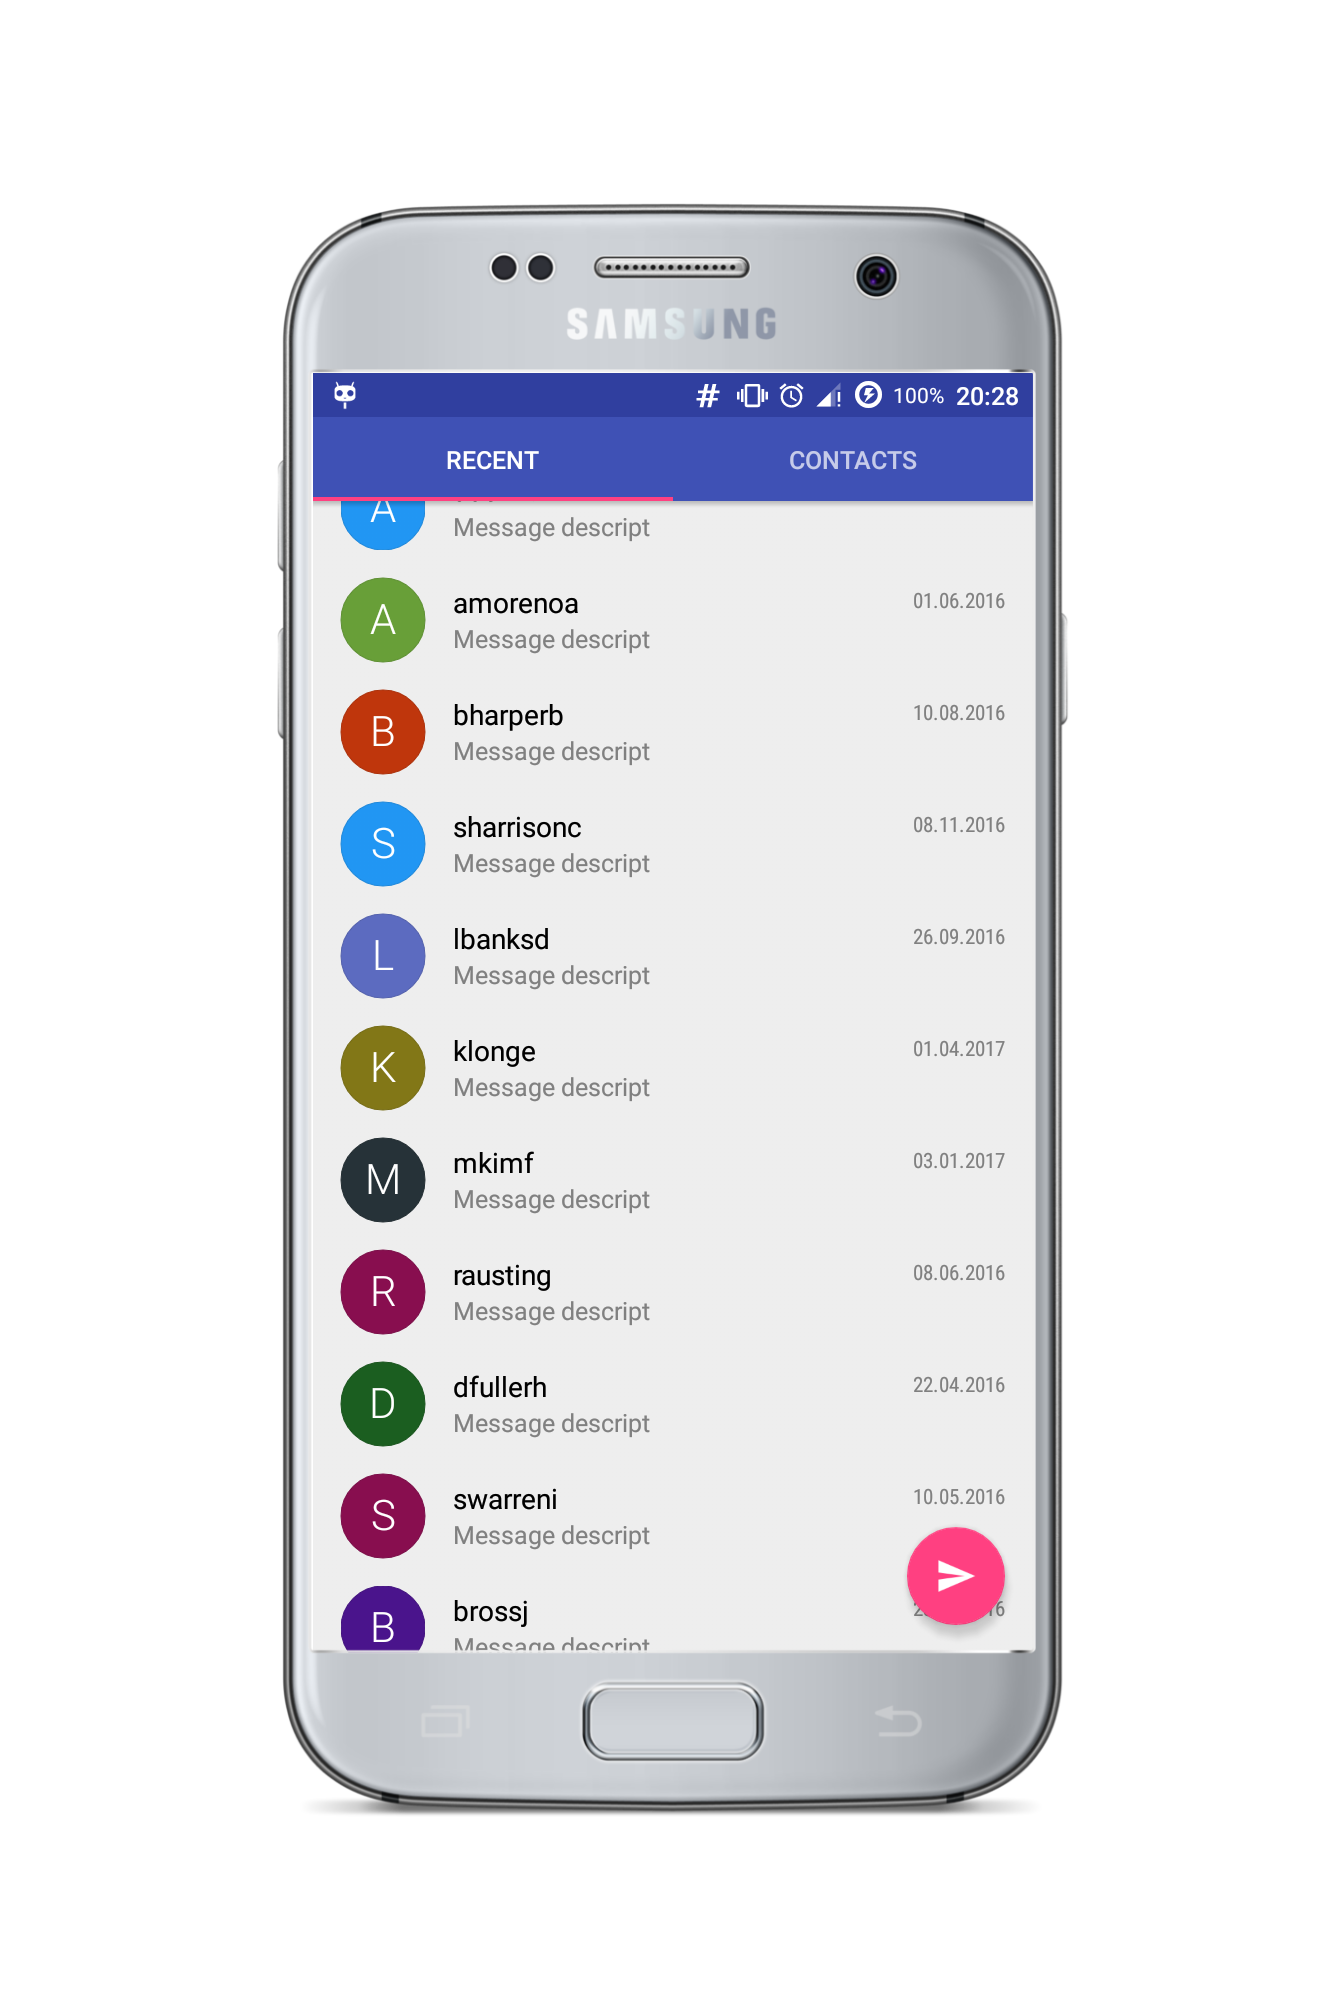 SAMSUNG
# 100% 20:28
RECENT CONTACTS
A
Message descript
A amorenoa 01.06.2016
Message descript
B bharperb 10.08.2016
Message descript
S sharrisonc 08.11.2016
Message descript
L lbanksd 26.09.2016
Message descript
K klonge 01.04.2017
Message descript
M mkimf 03.01.2017
Message descript
R rausting 08.06.2016
Message descript
D dfullerh 22.04.2016
Message descript
S swarreni 10.05.2016
Message descript
B brossj
Message descript